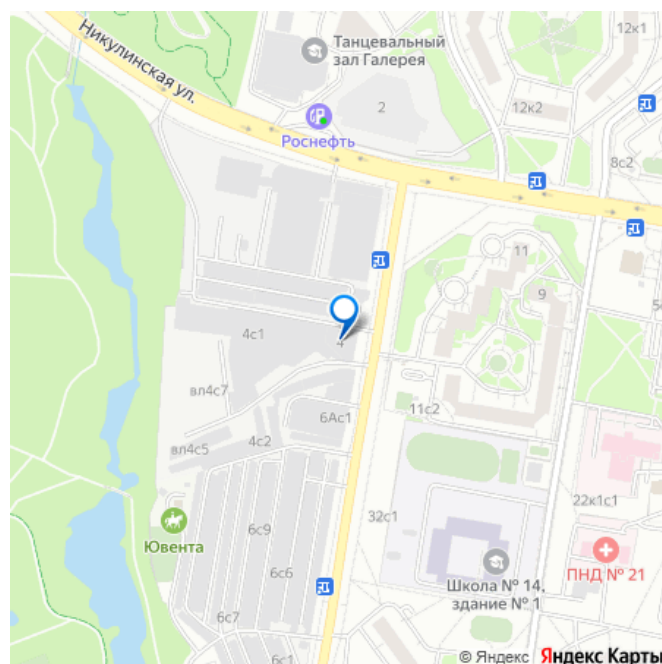 12к1
Никулинская ул.
Танцевальный
зал Галерея
2
12к2
Роснефть
8с2
11
9
4с1
4
вл4с7
11с2
6Ас1
4с2
вл4с5
22к1с1
32с1
6с9
Ювента
ПНД № 21
6с6
Школа № 14,
здание № 1
6с7
6с1
© Яндекс Яндекс Карты